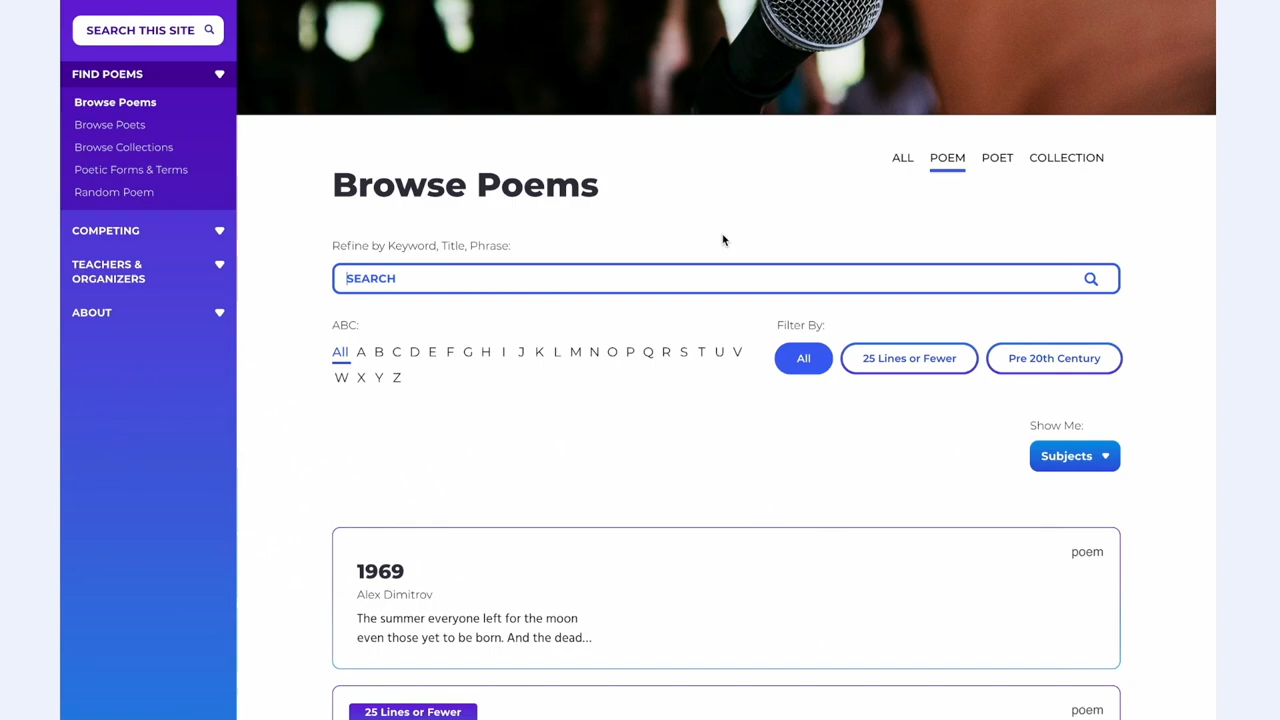 SEARCH THIS SITE
FIND POEMS
Browse Poems
Browse Poets
Browse Collections
Poetic Forms & Terms
Random Poem
COMPETING
TEACHERS &
ORGANIZERS
ABOUT
ALL POEM POET COLLECTION
Browse Poems
Refine by Keyword, Title, Phrase:
SEARCH
ABC:
All A B C D E F G H I J K L M N O P Q R S T U V
W X Y Z
Filter By:
All 25 Lines or Fewer Pre 20th Century
Show Me:
Subjects
poem
1969
Alex Dimitrov
The summer everyone left for the moon
even those yet to be born. And the dead...
25 Lines or Fewer
poem